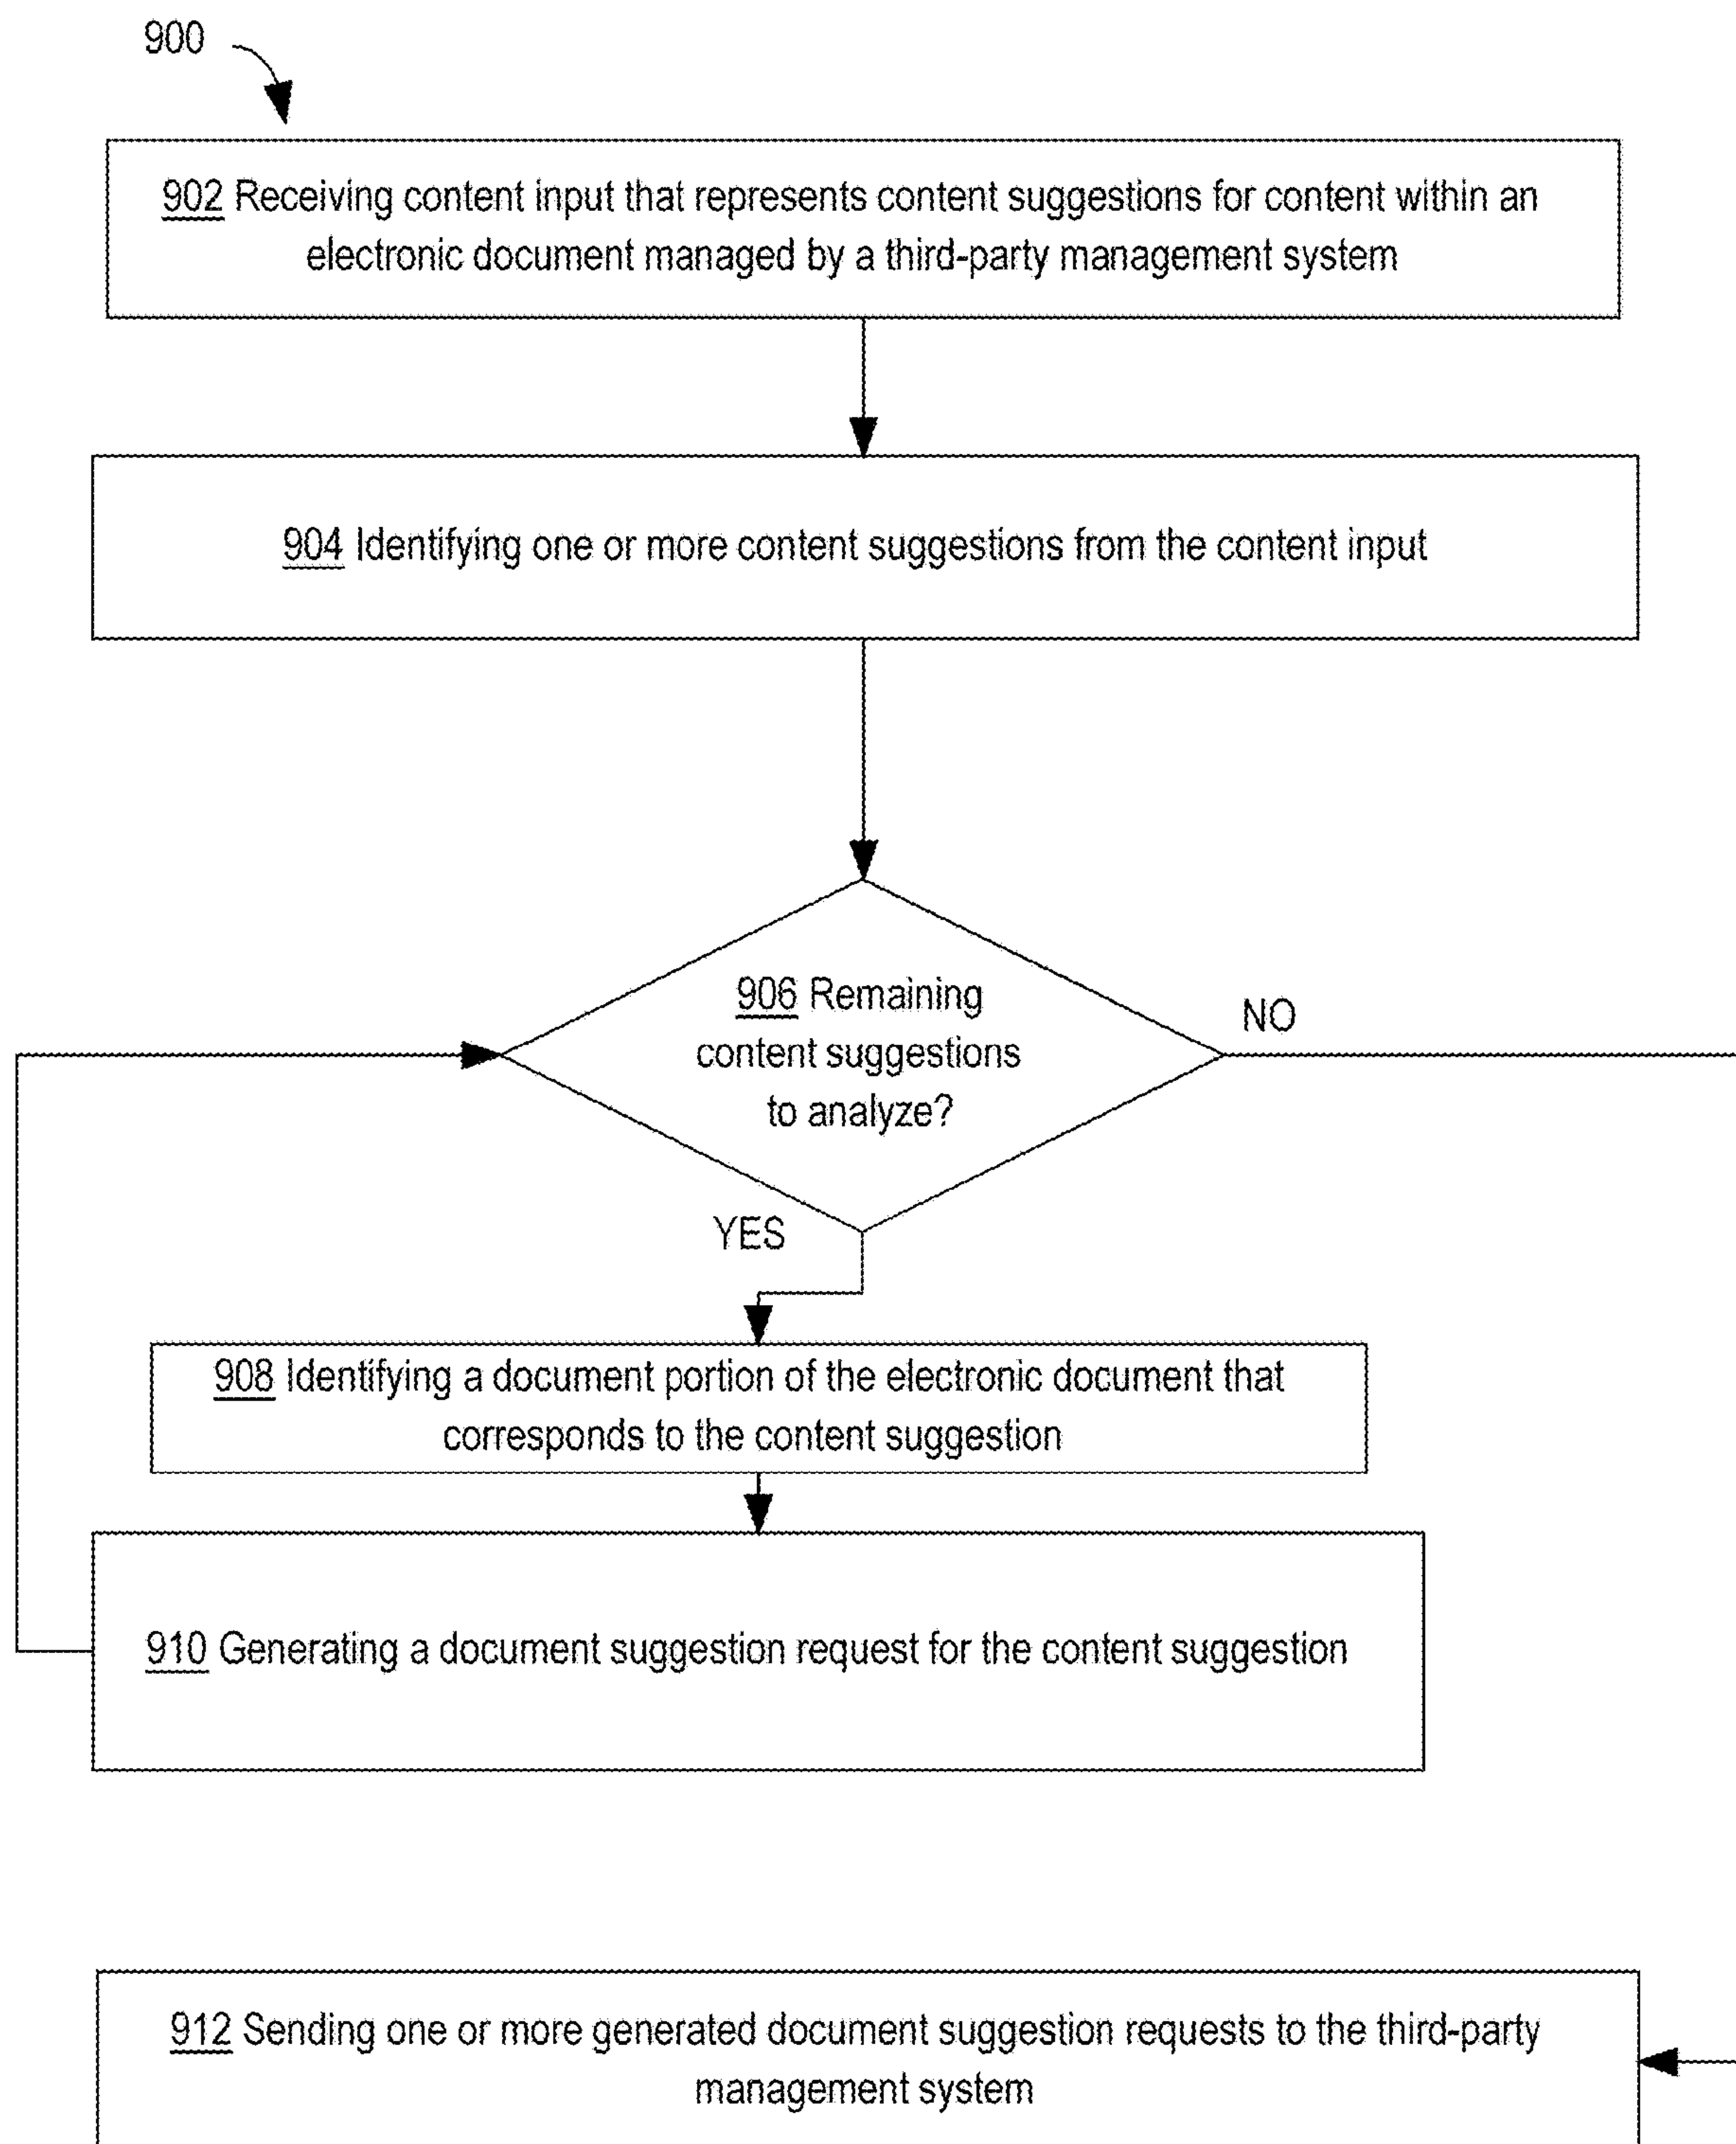 900
902 Receiving content input that represents content suggestions for content within an
electronic document managed by a third-party management system
904 Identifying one or more content suggestions from the content input
906 Remaining
content suggestions
to analyze?
NO
YES
908 Identifying a document portion of the electronic document that
corresponds to the content suggestion
910 Generating a document suggestion request for the content suggestion
912 Sending one or more generated document suggestion requests to the third-party
management system